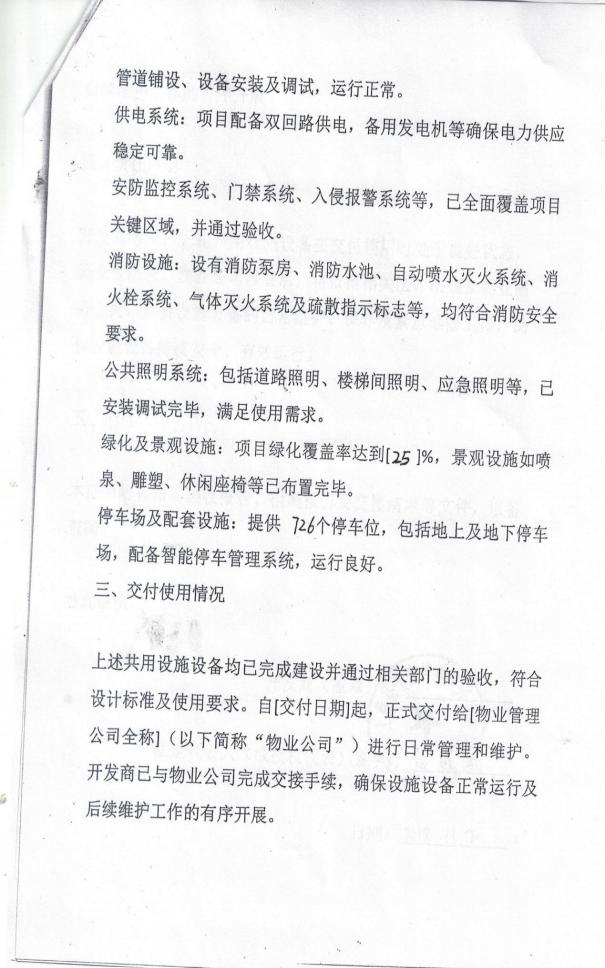 管道铺设、设备安装及调试，运行正常。
供电系统：项目配备双回路供电，备用发电机等确保电力供应
稳定可靠。
安防监控系统、门禁系统、入侵报警系统等，已全面覆盖项目
关键区域，并通过验收。
消防设施：设有消防泵房、消防水池、自动喷水灭火系统、消
火栓系统、气体灭火系统及疏散指示标志等，均符合消防安全
要求。
公共照明系统：包括道路照明、楼梯间照明、应急照明等，已
安装调试完毕，满足使用需求。
绿化及景观设施：项目绿化覆盖率达到[25]%，景观设施如喷
泉、雕塑、休闲座椅等已布置完毕。
停车场及配套设施：提供 726个停车位，包括地上及地下停车
场，配备智能停车管理系统，运行良好。
三、交付使用情况
上述共用设施设备均已完成建设并通过相关部门的验收，符合
设计标准及使用要求。自[交付日期]起，正式交付给[物业管理
公司全称]（以下简称“物业公司”）进行日常管理和维护。
开发商已与物业公司完成交接手续，确保设施设备正常运行及
后续维护工作的有序开展。